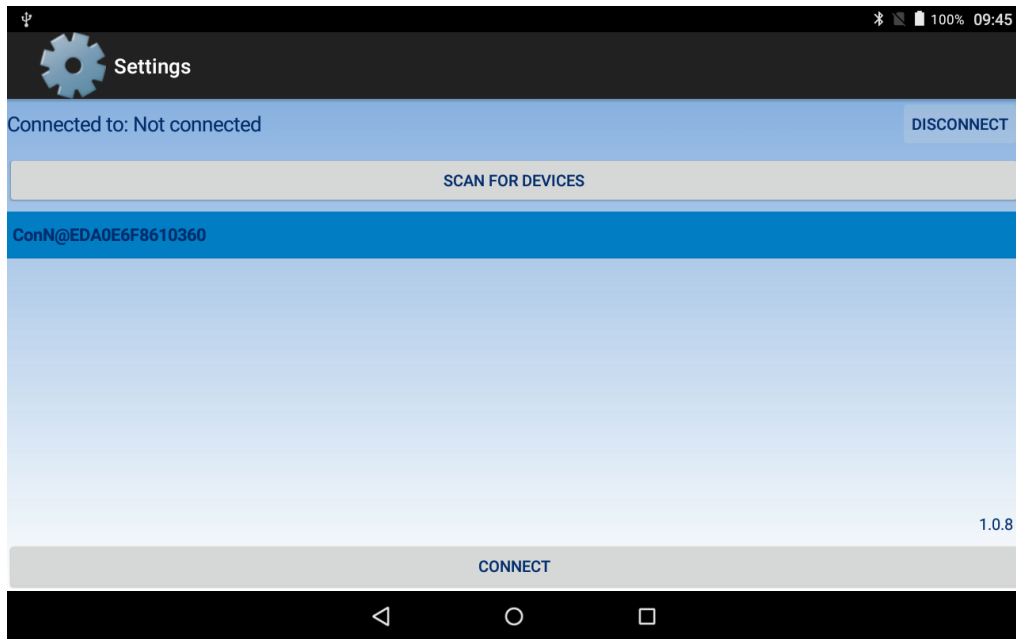 100% 09:45
Settings
Connected to: Not connected DISCONNECT
SCAN FOR DEVICES
ConN@EDA0E6F8610360
1.0.8
CONNECT